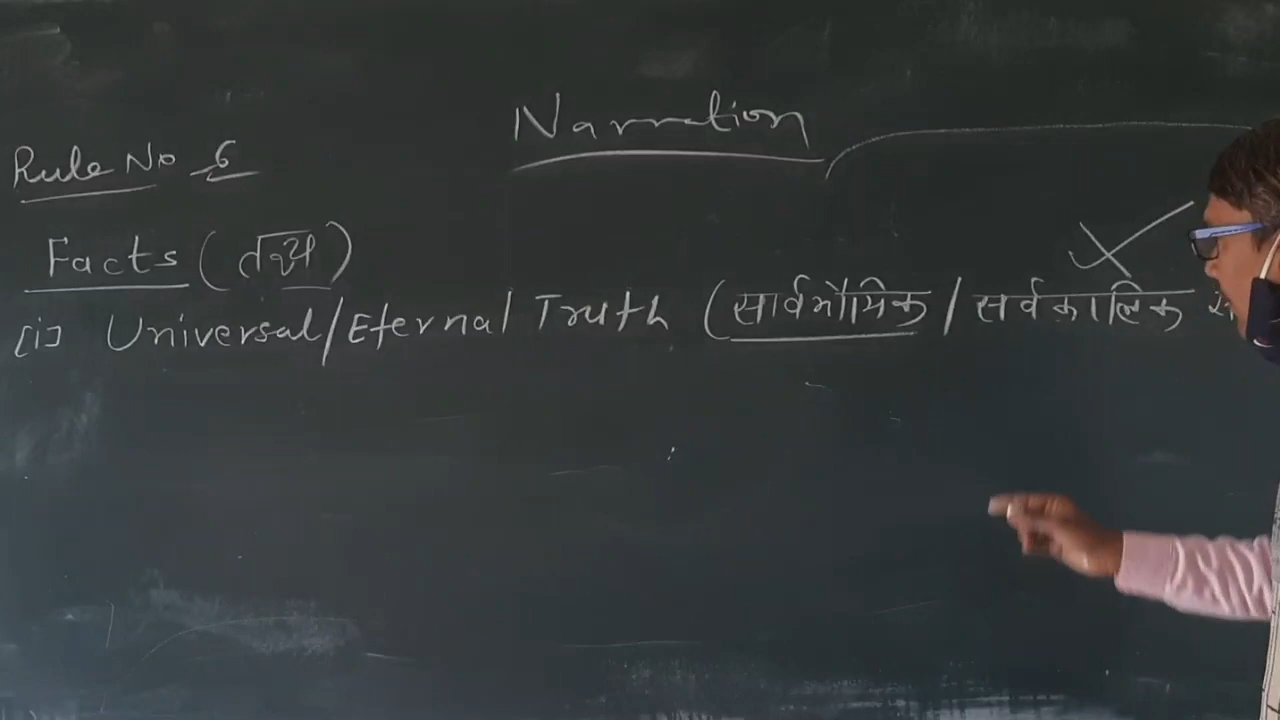 Narration
Rule No 6
Facts (तथ्य)
(i) Universal/Eternal Truth (सार्वभौमिक/सर्वकालिक